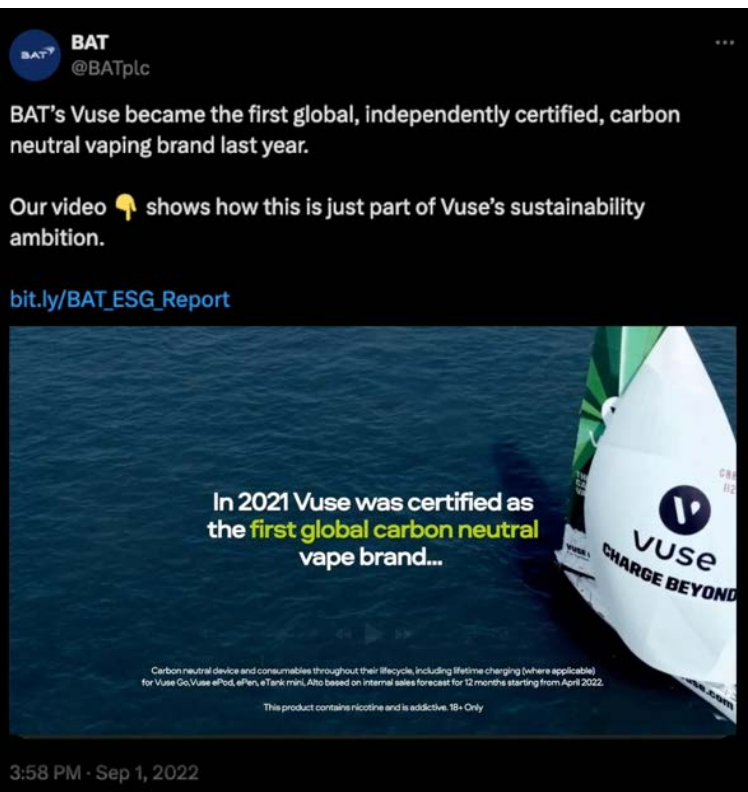 BAT
BAT
@BATplc
BAT's Vuse became the first global, independently certified, carbon
neutral vaping brand last year.
Our video 👇 shows how this is just part of Vuse's sustainability
ambition.
bit.ly/BAT_ESG_Report
In 2021 Vuse was certified as
the first global carbon neutral
vape brand...
vuse
CHARGE BEYOND
Carbon neutral device and consumables throughout their lifecycle, including lifetime charging (where applicable)
for Vuse Go,Vuse ePod, ePen, eTank mini, Alto based on internal sales forecast for 12 months starting from April 2022.
This product contains nicotine and is addictive. 18+ Only
3:58 PM · Sep 1, 2022